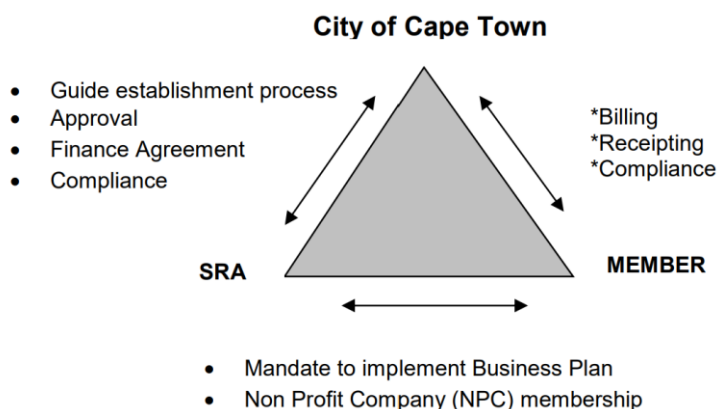 City of Cape Town
• Guide establishment process
• Approval
• Finance Agreement
• Compliance
*Billing
*Receipting
*Compliance
SRA
MEMBER
• Mandate to implement Business Plan
• Non Profit Company (NPC) membership